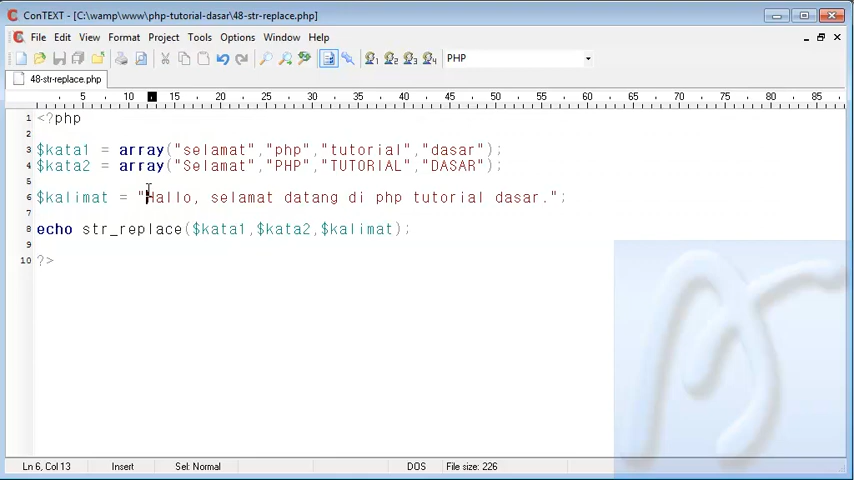 ConTEXT - [C:\wamp\www\php-tutorial-dasar\48-str-replace.php]
File Edit View Format Project Tools Options Window Help
PHP
48-str-replace.php
5 10 15 20 25 30 35 40 45 50 55 60 65 70 75 80 85
1 <?php
2
3 $kata1 = array("selamat","php","tutorial","dasar");
4 $kata2 = array("Selamat","PHP","TUTORIAL","DASAR");
5
6 $kalimat = "Hallo, selamat datang di php tutorial dasar.";
7
8 echo str_replace($kata1,$kata2,$kalimat);
9
10 ?>
Ln 6, Col 13 Insert Sel: Normal DOS File size: 226